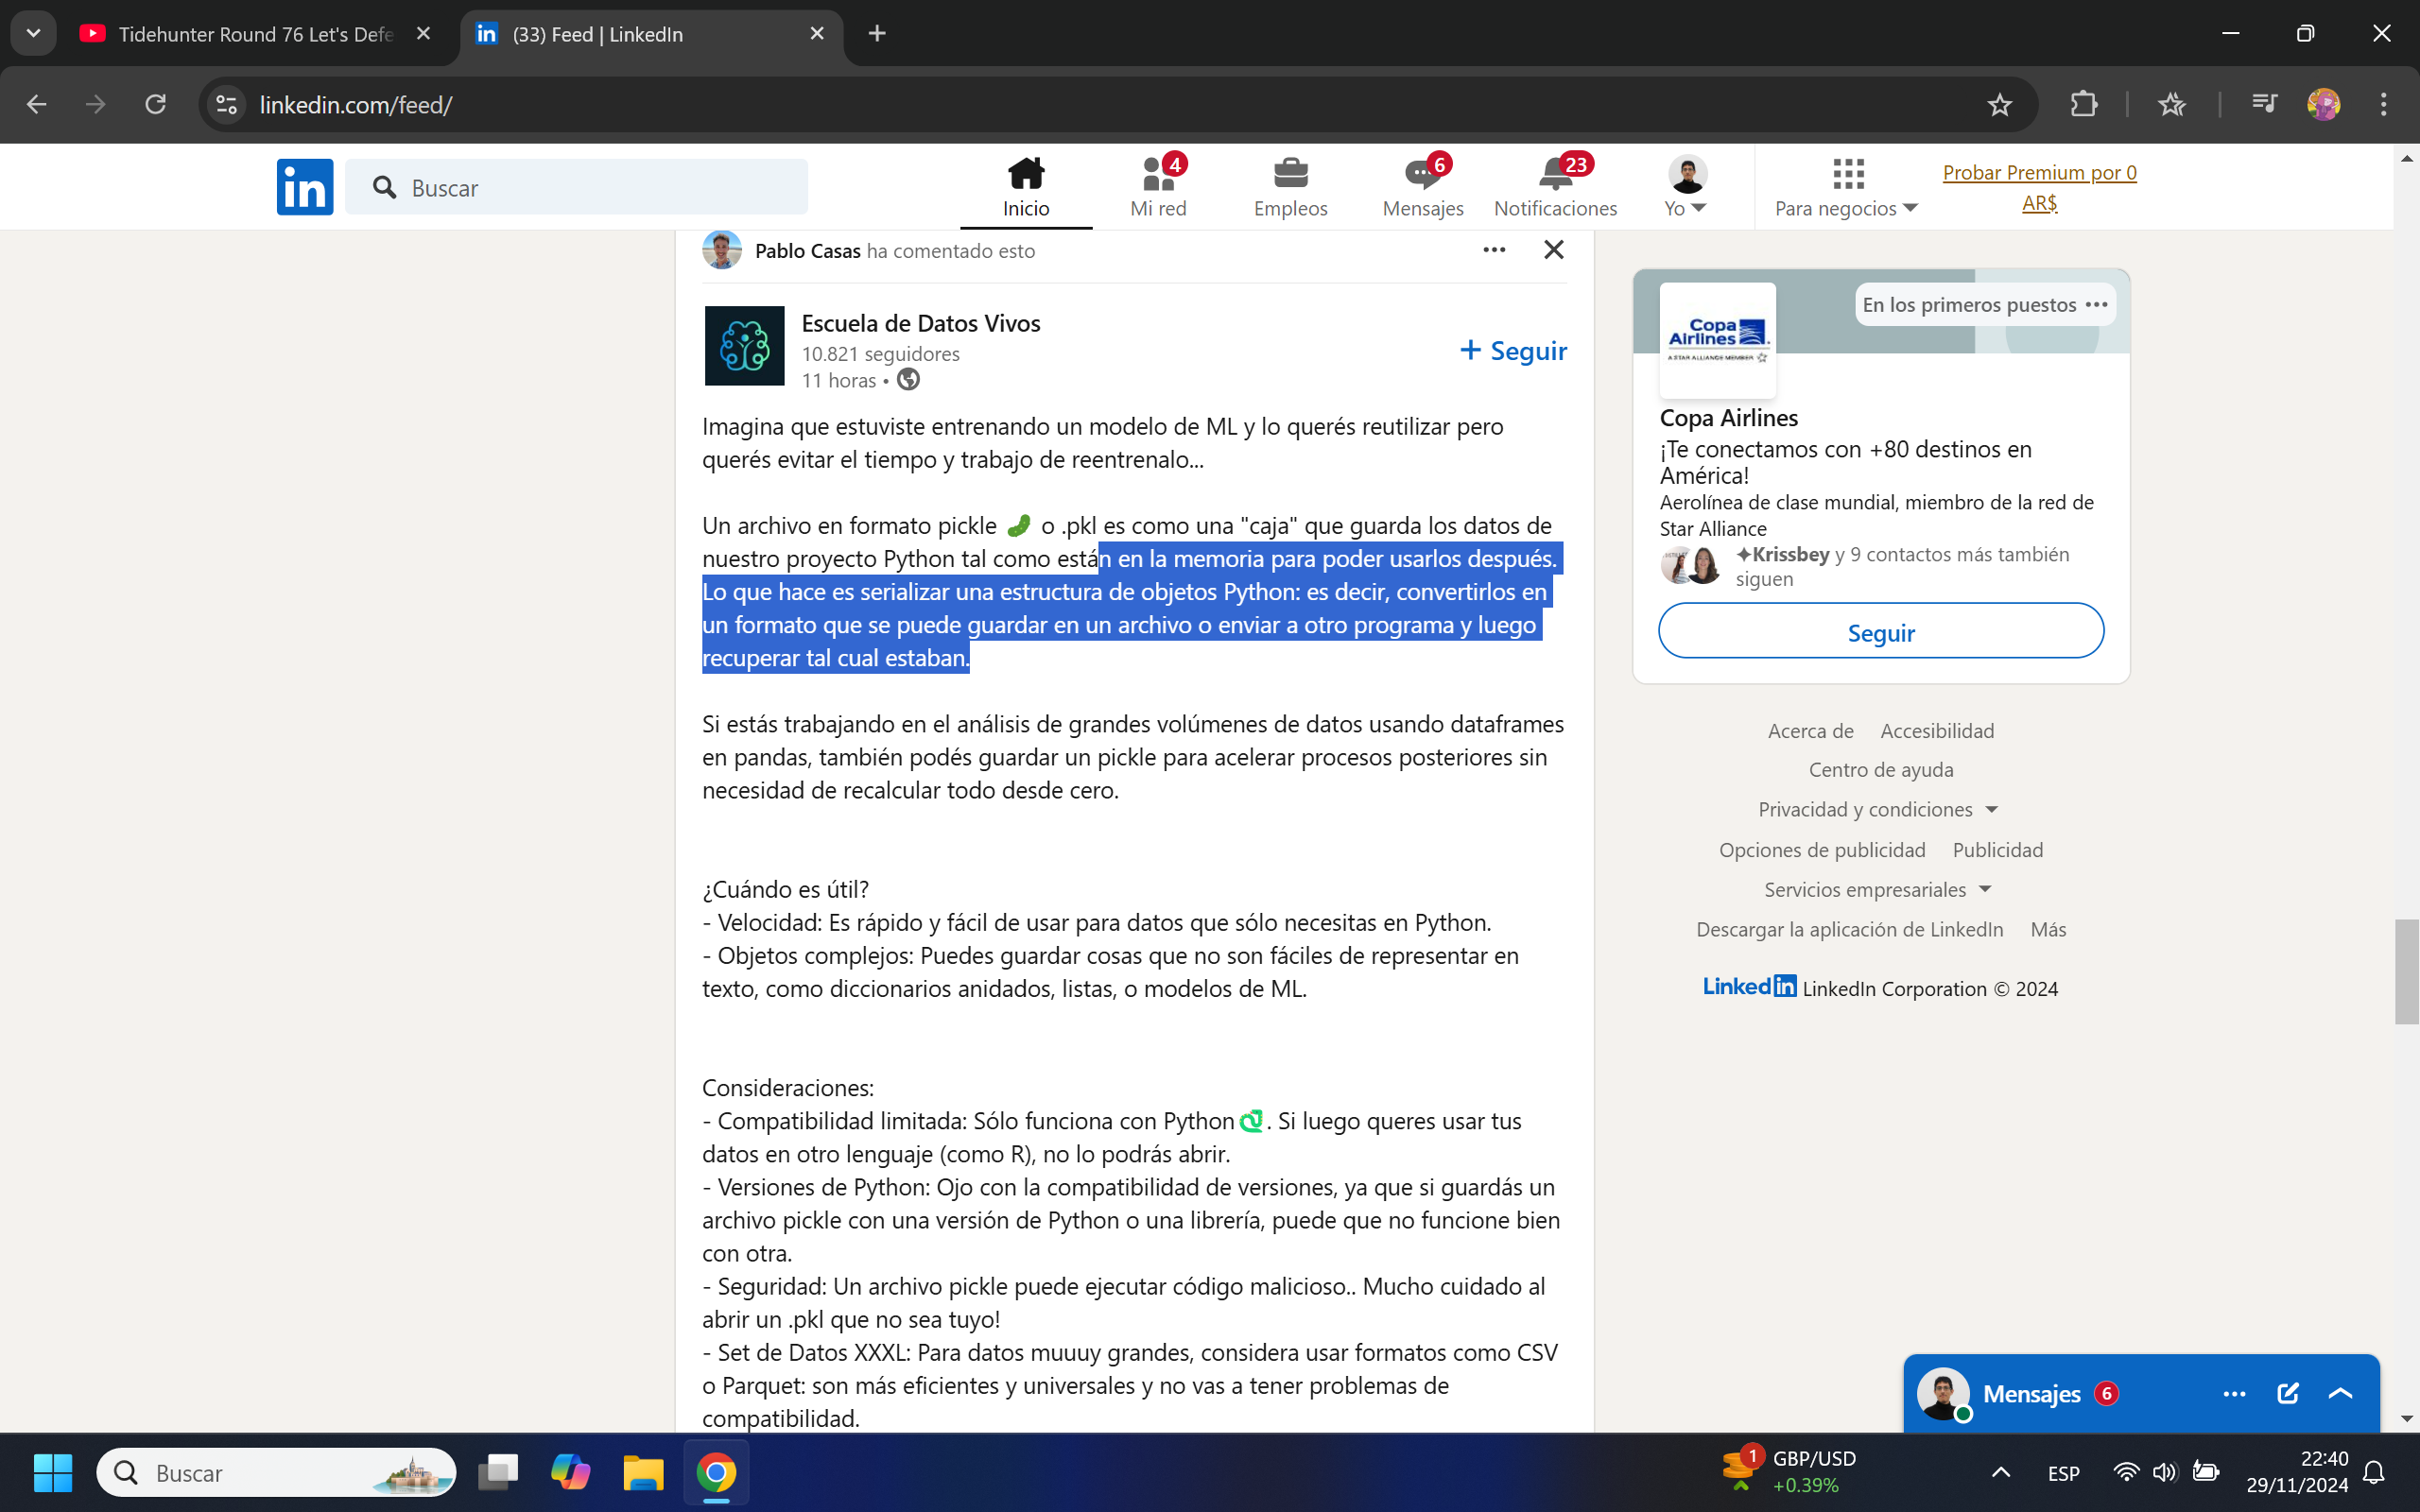 Tidehunter Round 76 Let's Defe
(33) Feed | LinkedIn
linkedin.com/feed/
in
Buscar
Inicio
4
Mi red
Empleos
6
Mensajes
23
Notificaciones
Yo
Para negocios
Probar Premium por 0
AR$
Pablo Casas ha comentado esto
Escuela de Datos Vivos
10.821 seguidores
11 horas •
+ Seguir
Imagina que estuviste entrenando un modelo de ML y lo querés reutilizar pero
querés evitar el tiempo y trabajo de reentrenalo...
Un archivo en formato pickle 🥒 o .pkl es como una "caja" que guarda los datos de
nuestro proyecto Python tal como están en la memoria para poder usarlos después.
Lo que hace es serializar una estructura de objetos Python: es decir, convertirlos en
un formato que se puede guardar en un archivo o enviar a otro programa y luego
recuperar tal cual estaban.
Si estás trabajando en el análisis de grandes volúmenes de datos usando dataframes
en pandas, también podés guardar un pickle para acelerar procesos posteriores sin
necesidad de recalcular todo desde cero.
¿Cuándo es útil?
- Velocidad: Es rápido y fácil de usar para datos que sólo necesitas en Python.
- Objetos complejos: Puedes guardar cosas que no son fáciles de representar en
texto, como diccionarios anidados, listas, o modelos de ML.
Consideraciones:
- Compatibilidad limitada: Sólo funciona con Python🐍. Si luego queres usar tus
datos en otro lenguaje (como R), no lo podrás abrir.
- Versiones de Python: Ojo con la compatibilidad de versiones, ya que si guardás un
archivo pickle con una versión de Python o una librería, puede que no funcione bien
con otra.
- Seguridad: Un archivo pickle puede ejecutar código malicioso.. Mucho cuidado al
abrir un .pkl que no sea tuyo!
- Set de Datos XXXL: Para datos muuuy grandes, considera usar formatos como CSV
o Parquet: son más eficientes y universales y no vas a tener problemas de
compatibilidad.
En los primeros puestos
Copa
Airlines
A STAR ALLIANCE MEMBER
Copa Airlines
¡Te conectamos con +80 destinos en
América!
Aerolínea de clase mundial, miembro de la red de
Star Alliance
✦Krissbey y 9 contactos más también
siguen
Seguir
Acerca de Accesibilidad
Centro de ayuda
Privacidad y condiciones
Opciones de publicidad Publicidad
Servicios empresariales
Descargar la aplicación de LinkedIn Más
LinkedIn LinkedIn Corporation © 2024
Mensajes 6
Buscar
1
GBP/USD
+0.39%
ESP
22:40
29/11/2024